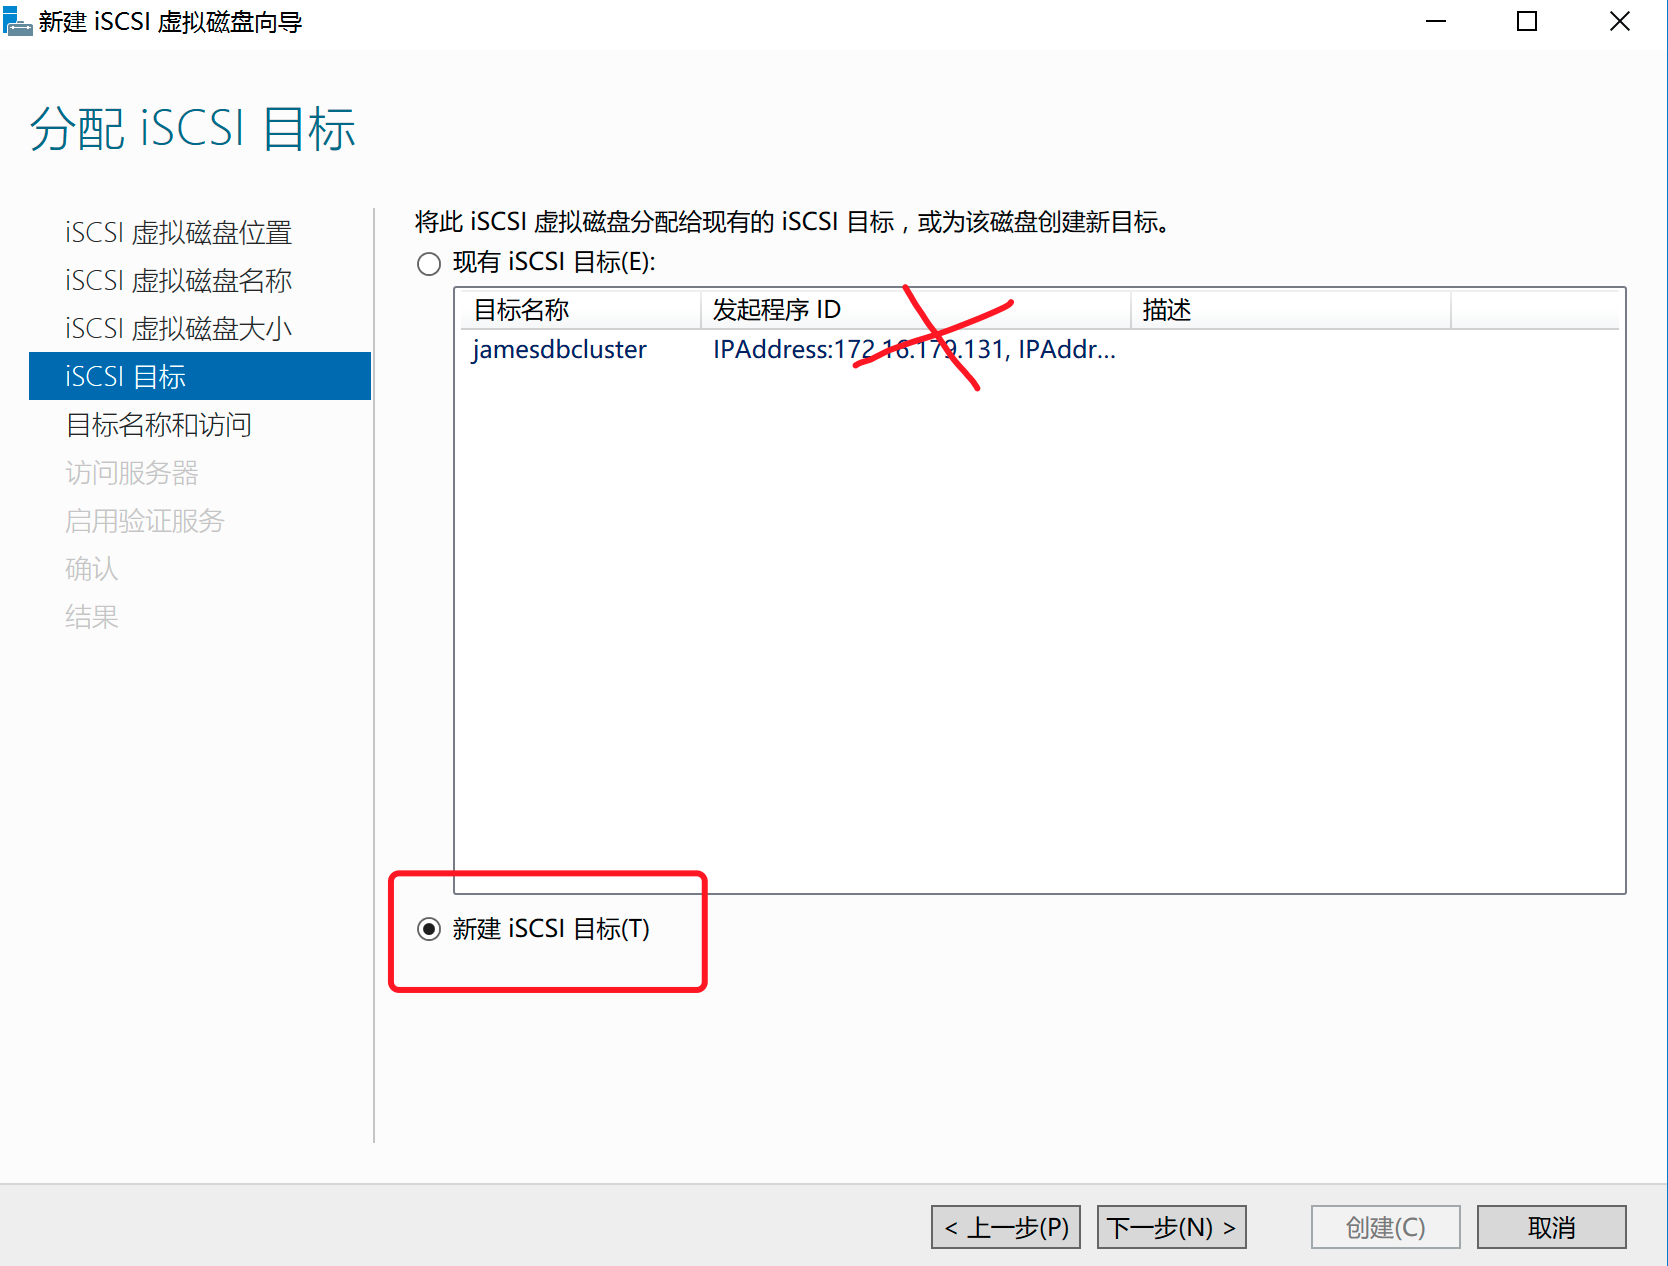 新建 iSCSI 虚拟磁盘向导
分配 iSCSI 目标
iSCSI 虚拟磁盘位置
iSCSI 虚拟磁盘名称
iSCSI 虚拟磁盘大小
iSCSI 目标
目标名称和访问
访问服务器
启用验证服务
确认
结果
将此 iSCSI 虚拟磁盘分配给现有的 iSCSI 目标，或为该磁盘创建新目标。
现有 iSCSI 目标(E):
目标名称 发起程序 ID 描述
jamesdbcluster IPAddress:172.16.179.131, IPAddr...
新建 iSCSI 目标(T)
< 上一步(P) 下一步(N) > 创建(C) 取消